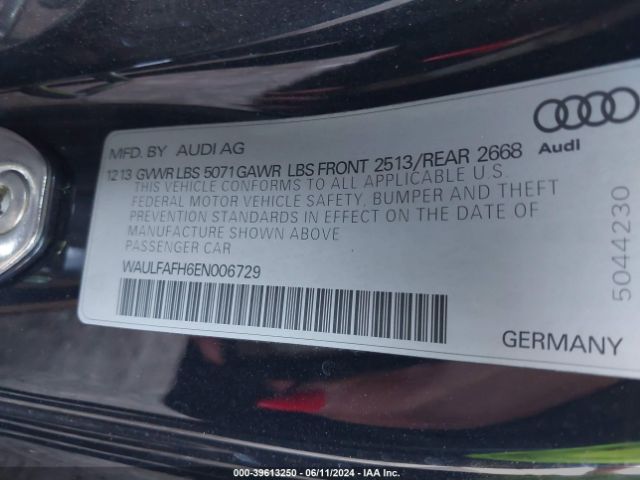 MFD. BY AUDI AG
12 13 GVWR LBS 5071 GAWR LBS FRONT 2513/REAR 2668
THIS VEHICLE CONFORMS TO ALL APPLICABLE U.S.
FEDERAL MOTOR VEHICLE SAFETY, BUMPER AND THEFT
PREVENTION STANDARDS IN EFFECT ON THE DATE OF
MANUFACTURE SHOWN ABOVE
PASSENGER CAR
WAULFAFH6EN006729
Audi
5044230
GERMANY
000-39613250 - 06/11/2024 - IAA Inc.